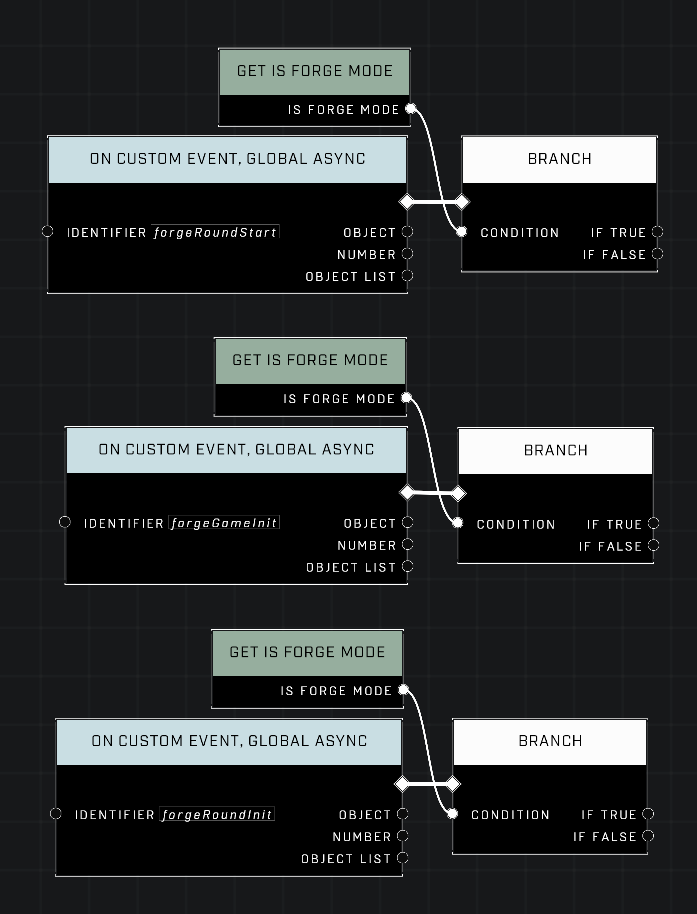 GET IS FORGE MODE
IS FORGE MODE
ON CUSTOM EVENT, GLOBAL ASYNC
BRANCH
IDENTIFIER forgeRoundStart
OBJECT
NUMBER
OBJECT LIST
CONDITION
IF TRUE
IF FALSE
GET IS FORGE MODE
IS FORGE MODE
ON CUSTOM EVENT, GLOBAL ASYNC
BRANCH
IDENTIFIER forgeGameInit
OBJECT
NUMBER
OBJECT LIST
CONDITION
IF TRUE
IF FALSE
GET IS FORGE MODE
IS FORGE MODE
ON CUSTOM EVENT, GLOBAL ASYNC
BRANCH
IDENTIFIER forgeRoundInit
OBJECT
NUMBER
OBJECT LIST
CONDITION
IF TRUE
IF FALSE